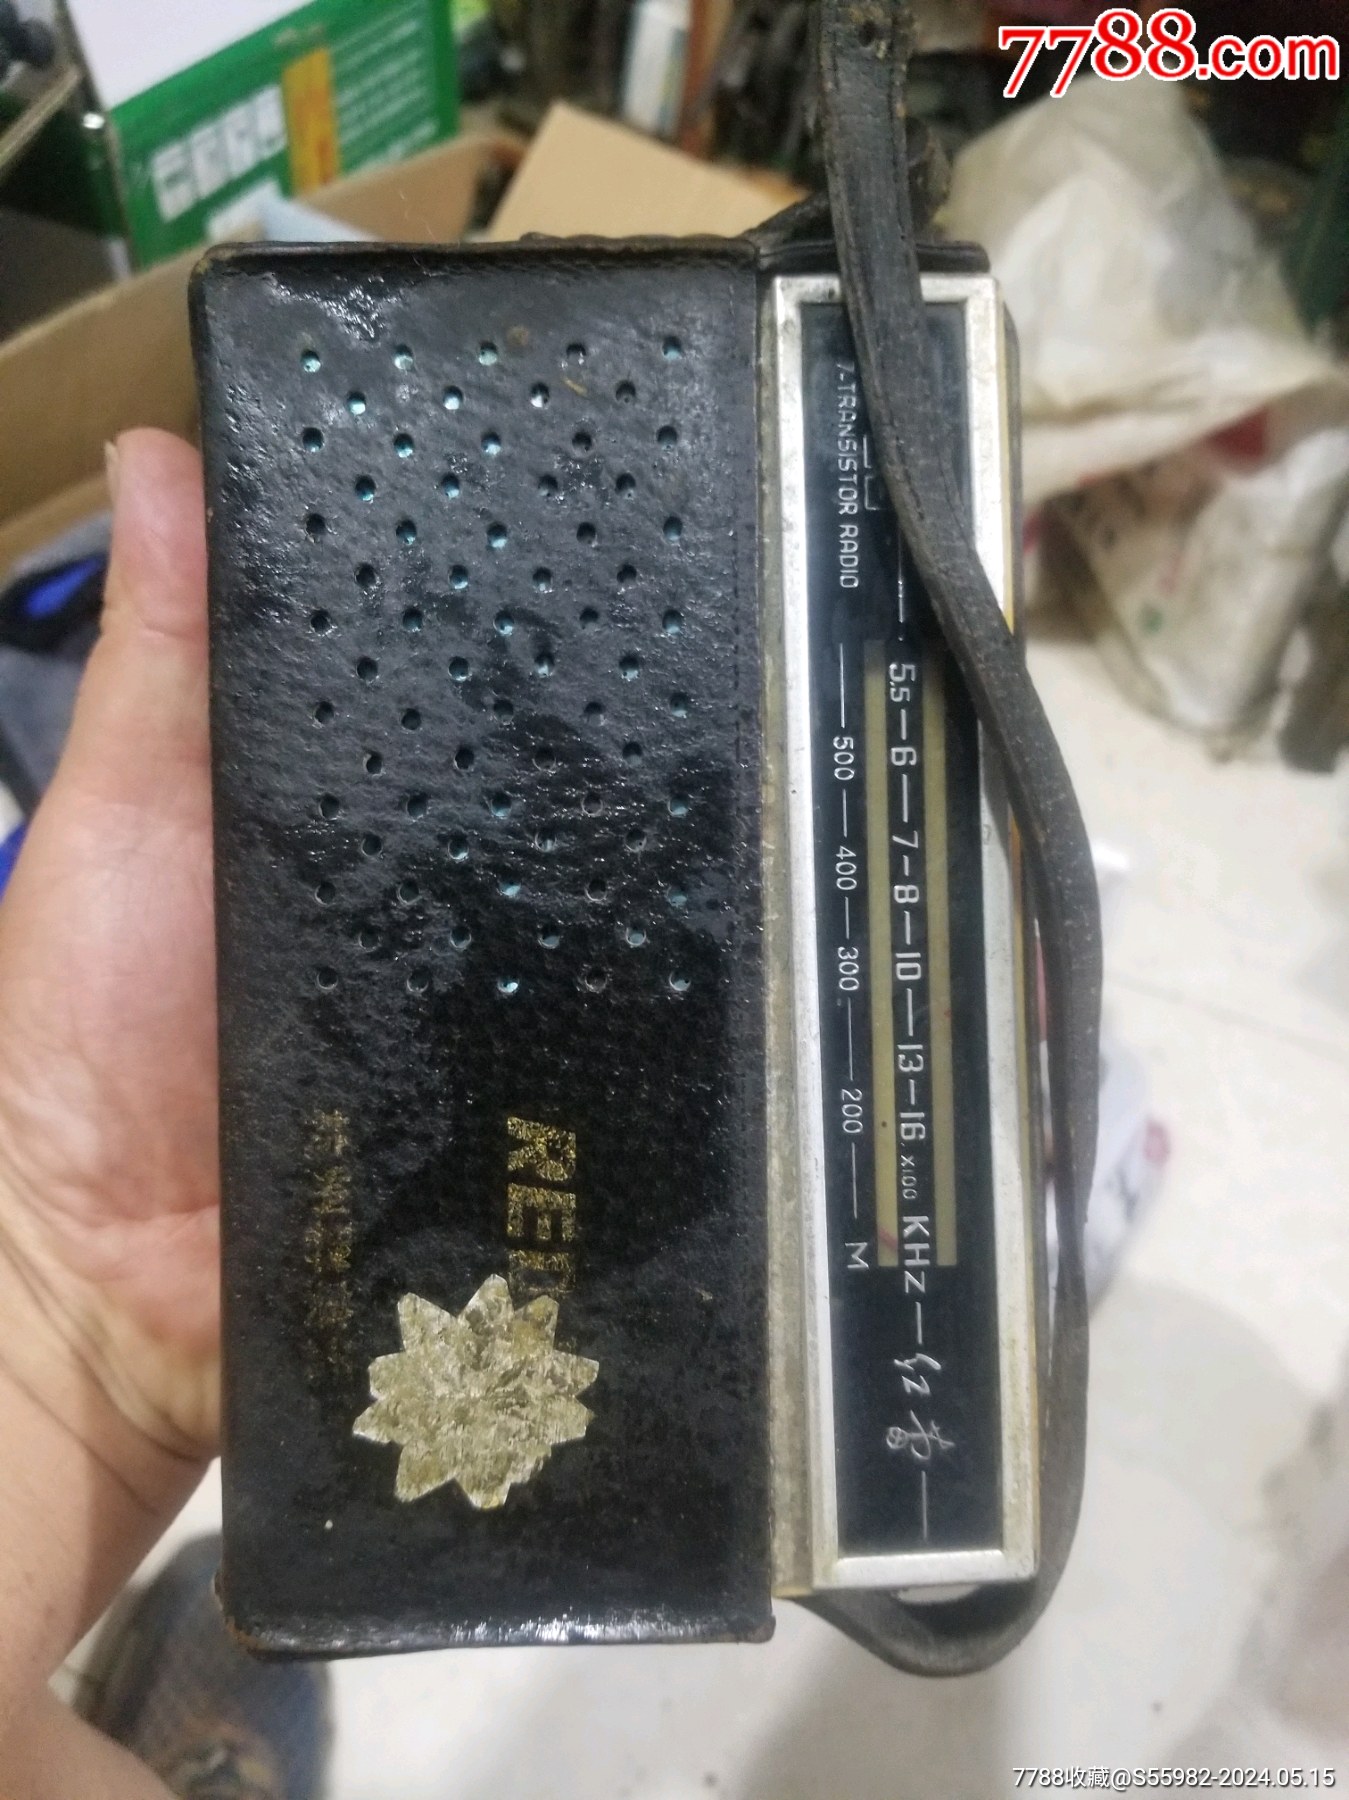 7788.com
7-TRANSISTOR RADIO
5.5 6 7 8 10 13 16 x100 KHz 红雷
500 400 300 200 M
RED
7788收藏@S55982-2024.05.15